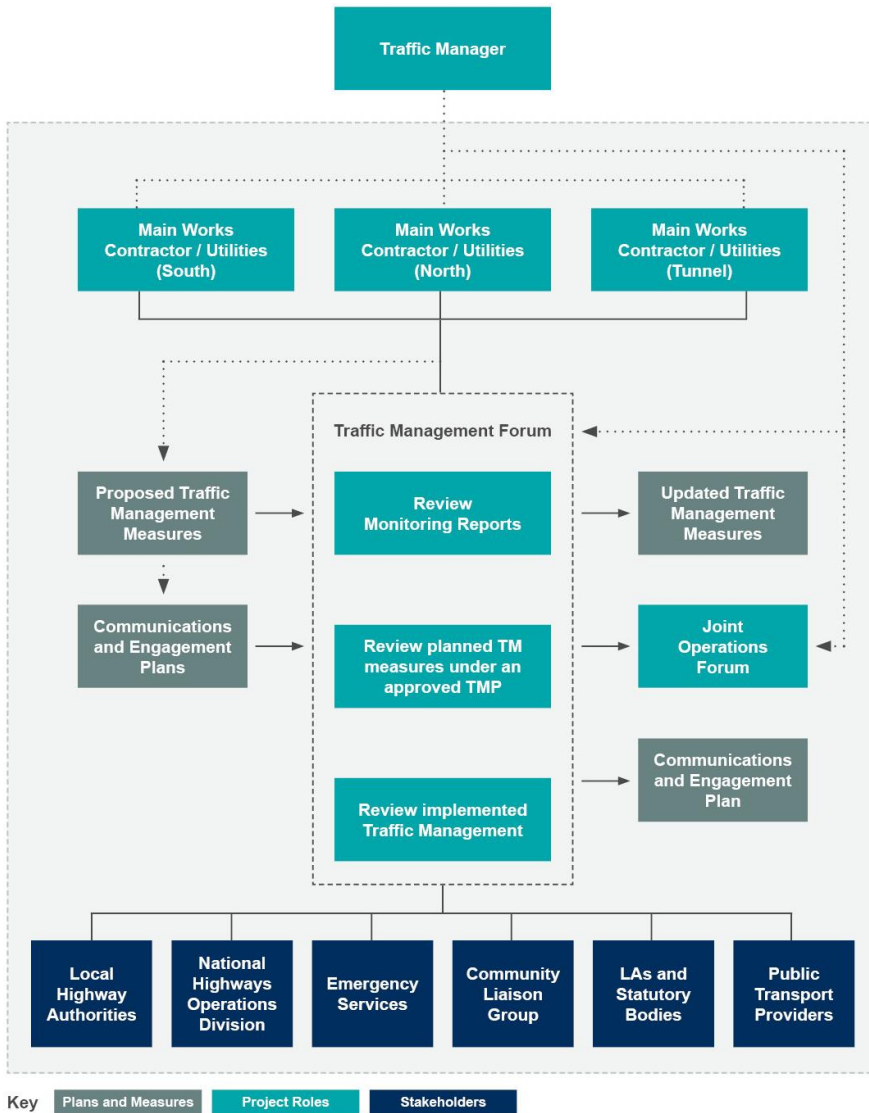 Traffic Manager
Main Works
Contractor / Utilities
(South)
Main Works
Contractor / Utilities
(North)
Main Works
Contractor / Utilities
(Tunnel)
Traffic Management Forum
Proposed Traffic
Management
Measures
Review
Monitoring Reports
Updated Traffic
Management
Measures
Communications
and Engagement
Plans
Review planned TM
measures under an
approved TMP
Joint
Operations
Forum
Review implemented
Traffic Management
Communications
and Engagement
Plan
Local
Highway
Authorities
National
Highways
Operations
Division
Emergency
Services
Community
Liaison
Group
LAs and
Statutory
Bodies
Public
Transport
Providers
Key
Plans and Measures
Project Roles
Stakeholders